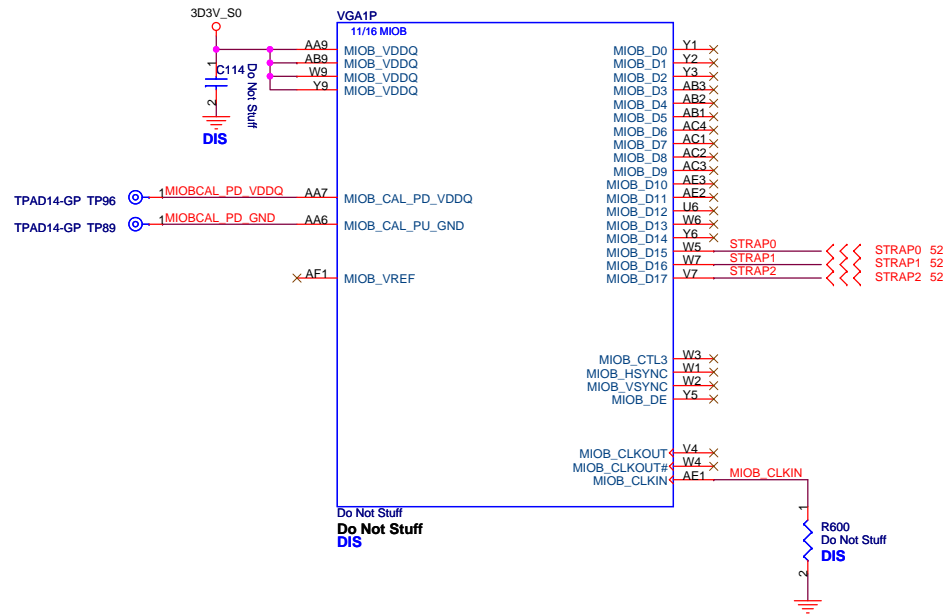 3D3V_S0
VGA1P
11/16 MIOB
AA9 MIOB_VDDQ
AB9 MIOB_VDDQ
W9 MIOB_VDDQ
Y9 MIOB_VDDQ
1
C114
2
Do Not Stuff
DIS
TPAD14-GP TP96 1 MIOBCAL_PD_VDDQ AA7 MIOB_CAL_PD_VDDQ
TPAD14-GP TP89 1 MIOBCAL_PD_GND AA6 MIOB_CAL_PU_GND
AF1 MIOB_VREF
MIOB_D0 Y1
MIOB_D1 Y2
MIOB_D2 Y3
MIOB_D3 AB3
MIOB_D4 AB2
MIOB_D5 AB1
MIOB_D6 AC4
MIOB_D7 AC1
MIOB_D8 AC2
MIOB_D9 AC3
MIOB_D10 AE3
MIOB_D11 AE2
MIOB_D12 U6
MIOB_D13 W6
MIOB_D14 Y6
MIOB_D15 W5 STRAP0 STRAP0 52
MIOB_D16 W7 STRAP1 STRAP1 52
MIOB_D17 V7 STRAP2 STRAP2 52
MIOB_CTL3 W3
MIOB_HSYNC W1
MIOB_VSYNC W2
MIOB_DE Y5
MIOB_CLKOUT V4
MIOB_CLKOUT# W4
MIOB_CLKIN AE1 MIOB_CLKIN
Do Not Stuff
Do Not Stuff
DIS
1
R600
Do Not Stuff
DIS
2